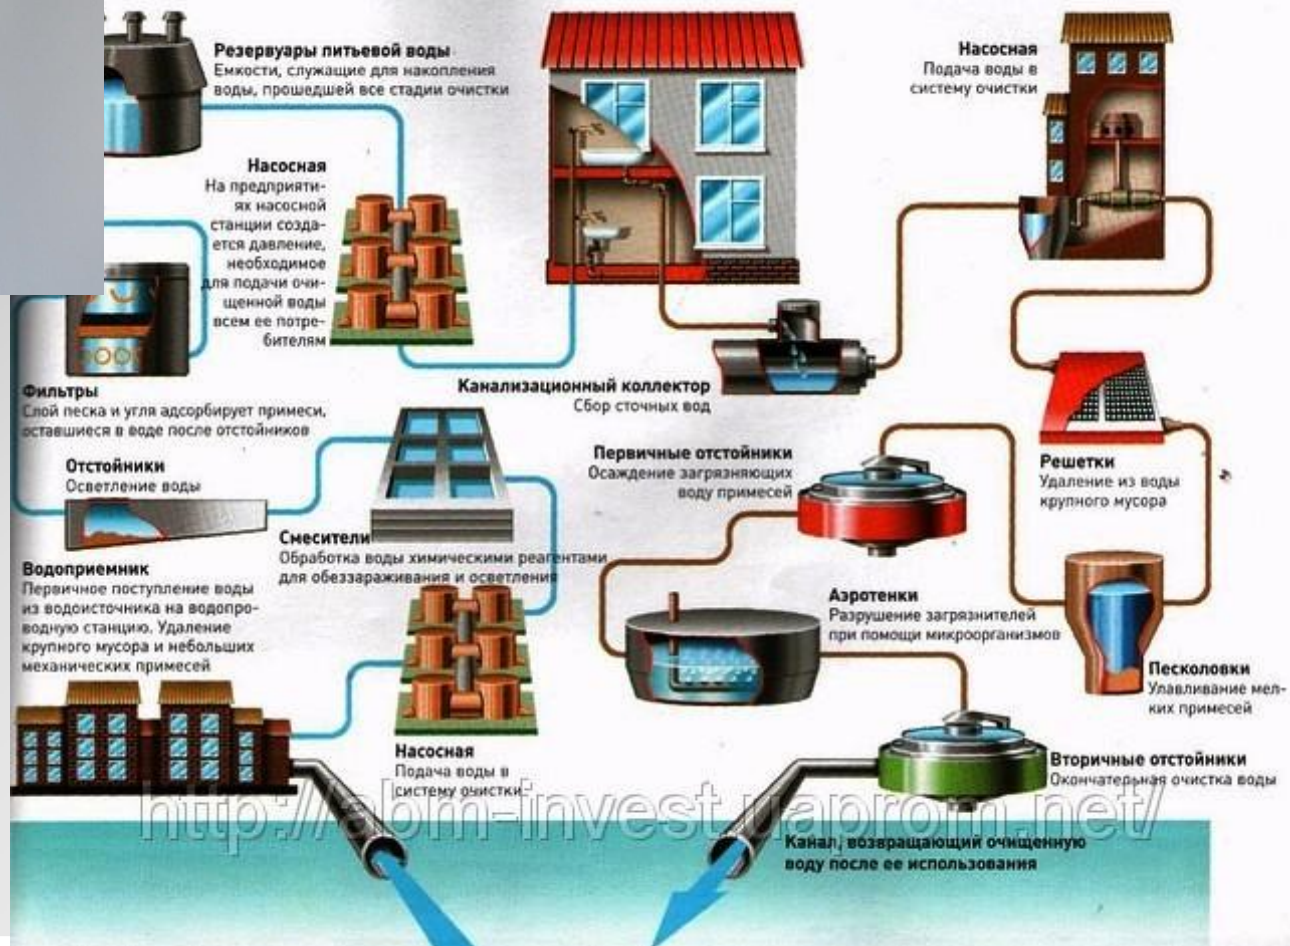 Резервуары питьевой воды
Емкости, служащие для накопления
воды, прошедшей все стадии очистки
Насосная
На предприяти-
ях насосной
станции созда-
ется давление,
необходимое
для подачи очи-
щенной воды
всем ее потре-
бителям
Насосная
Подача воды в
систему очистки
Канализационный коллектор
Сбор сточных вод
Фильтры
Слой песка и угля адсорбирует примеси,
оставшиеся в воде после отстойников
Отстойники
Осветление воды
Смесители
Обработка воды химическими реагентами
для обеззараживания и осветления
Первичные отстойники
Осаждение загрязняющих
воду примесей
Решетки
Удаление из воды
крупного мусора
Водоприемник
Первичное поступление воды
из водоисточника на водопро-
водную станцию. Удаление
крупного мусора и небольших
механических примесей
Аэротенки
Разрушение загрязнителей
при помощи микроорганизмов
Песколовки
Улавливание мел-
ких примесей
Насосная
Подача воды в
систему очистки
Вторичные отстойники
Окончательная очистка воды
http://abm-invest.uaprom.net/
Канал, возвращающий очищенную
воду после ее использования